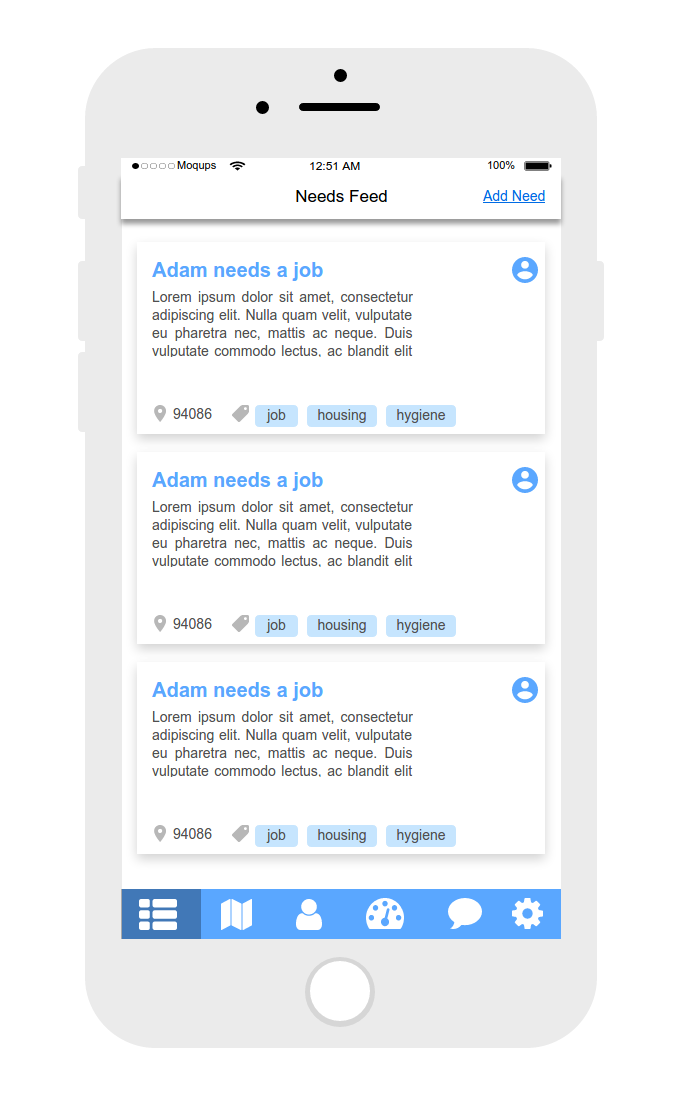 Moqups 12:51 AM 100%
Needs Feed Add Need
Adam needs a job
Lorem ipsum dolor sit amet, consectetur
adipiscing elit. Nulla quam velit, vulputate
eu pharetra nec, mattis ac neque. Duis
vulputate commodo lectus, ac blandit elit
94086 job housing hygiene
Adam needs a job
Lorem ipsum dolor sit amet, consectetur
adipiscing elit. Nulla quam velit, vulputate
eu pharetra nec, mattis ac neque. Duis
vulputate commodo lectus, ac blandit elit
94086 job housing hygiene
Adam needs a job
Lorem ipsum dolor sit amet, consectetur
adipiscing elit. Nulla quam velit, vulputate
eu pharetra nec, mattis ac neque. Duis
vulputate commodo lectus, ac blandit elit
94086 job housing hygiene